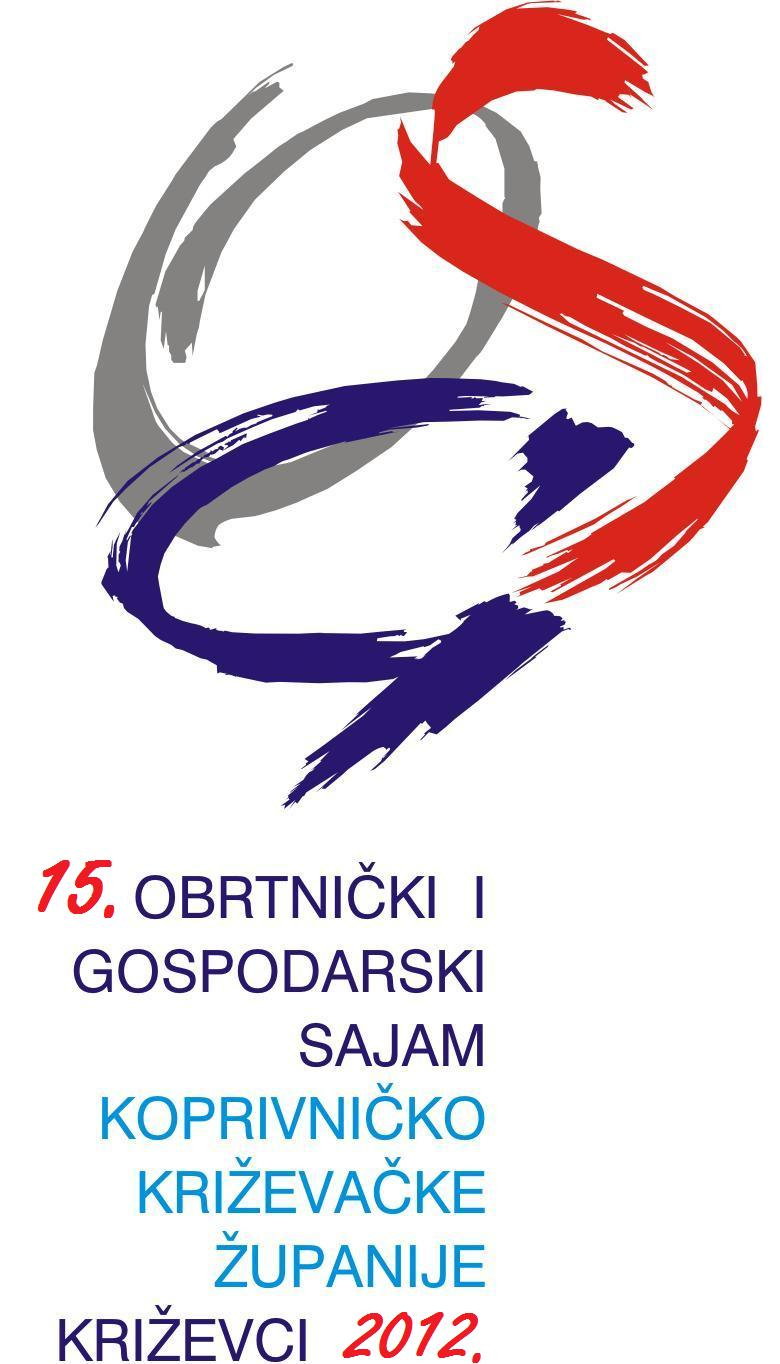 15. OBRTNIČKI I
GOSPODARSKI
SAJAM
KOPRIVNIČKO
KRIŽEVAČKE
ŽUPANIJE
KRIŽEVCI 2012.